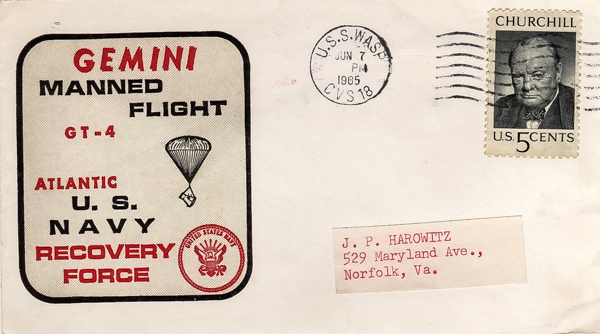 GEMINI
MANNED
FLIGHT
GT-4
ATLANTIC
U. S.
NAVY
RECOVERY
FORCE
UNITED STATES NAVY
U.S.S. WASP
JUN 7
PM
1965
CVS 18
CHURCHILL
U.S. 5 CENTS
J. P. HAROWITZ
529 Maryland Ave.,
Norfolk, Va.